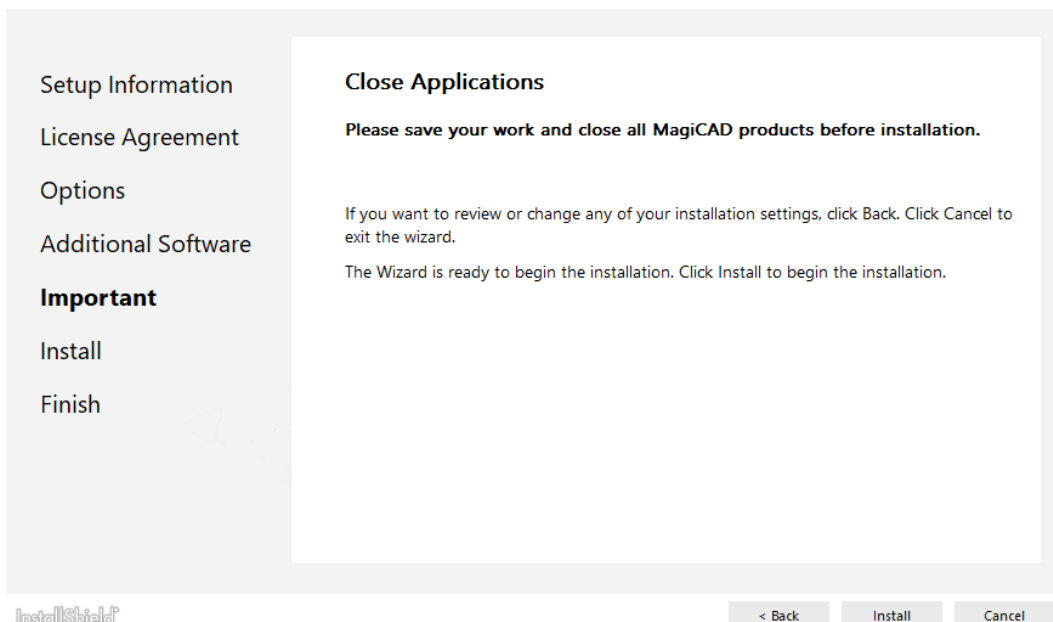 Setup Information
License Agreement
Options
Additional Software
Important
Install
Finish
Close Applications
Please save your work and close all MagiCAD products before installation.
If you want to review or change any of your installation settings, click Back. Click Cancel to
exit the wizard.
The Wizard is ready to begin the installation. Click Install to begin the installation.
InstallShield
< Back
Install
Cancel